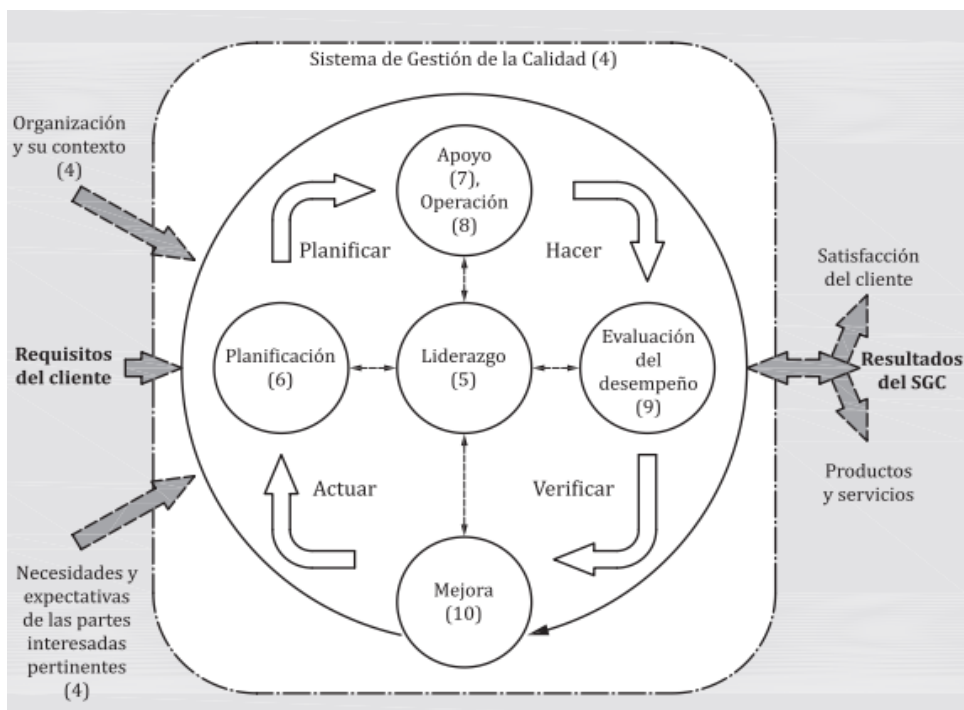 Sistema de Gestión de la Calidad (4)
Organización
y su contexto
(4)
Apoyo
(7),
Operación
(8)
Planificar
Hacer
Satisfacción
del cliente
Requisitos
del cliente
Planificación
(6)
Liderazgo
(5)
Evaluación
del
desempeño
(9)
Resultados
del SGC
Actuar
Verificar
Productos
y servicios
Necesidades y
expectativas
de las partes
interesadas
pertinentes
(4)
Mejora
(10)